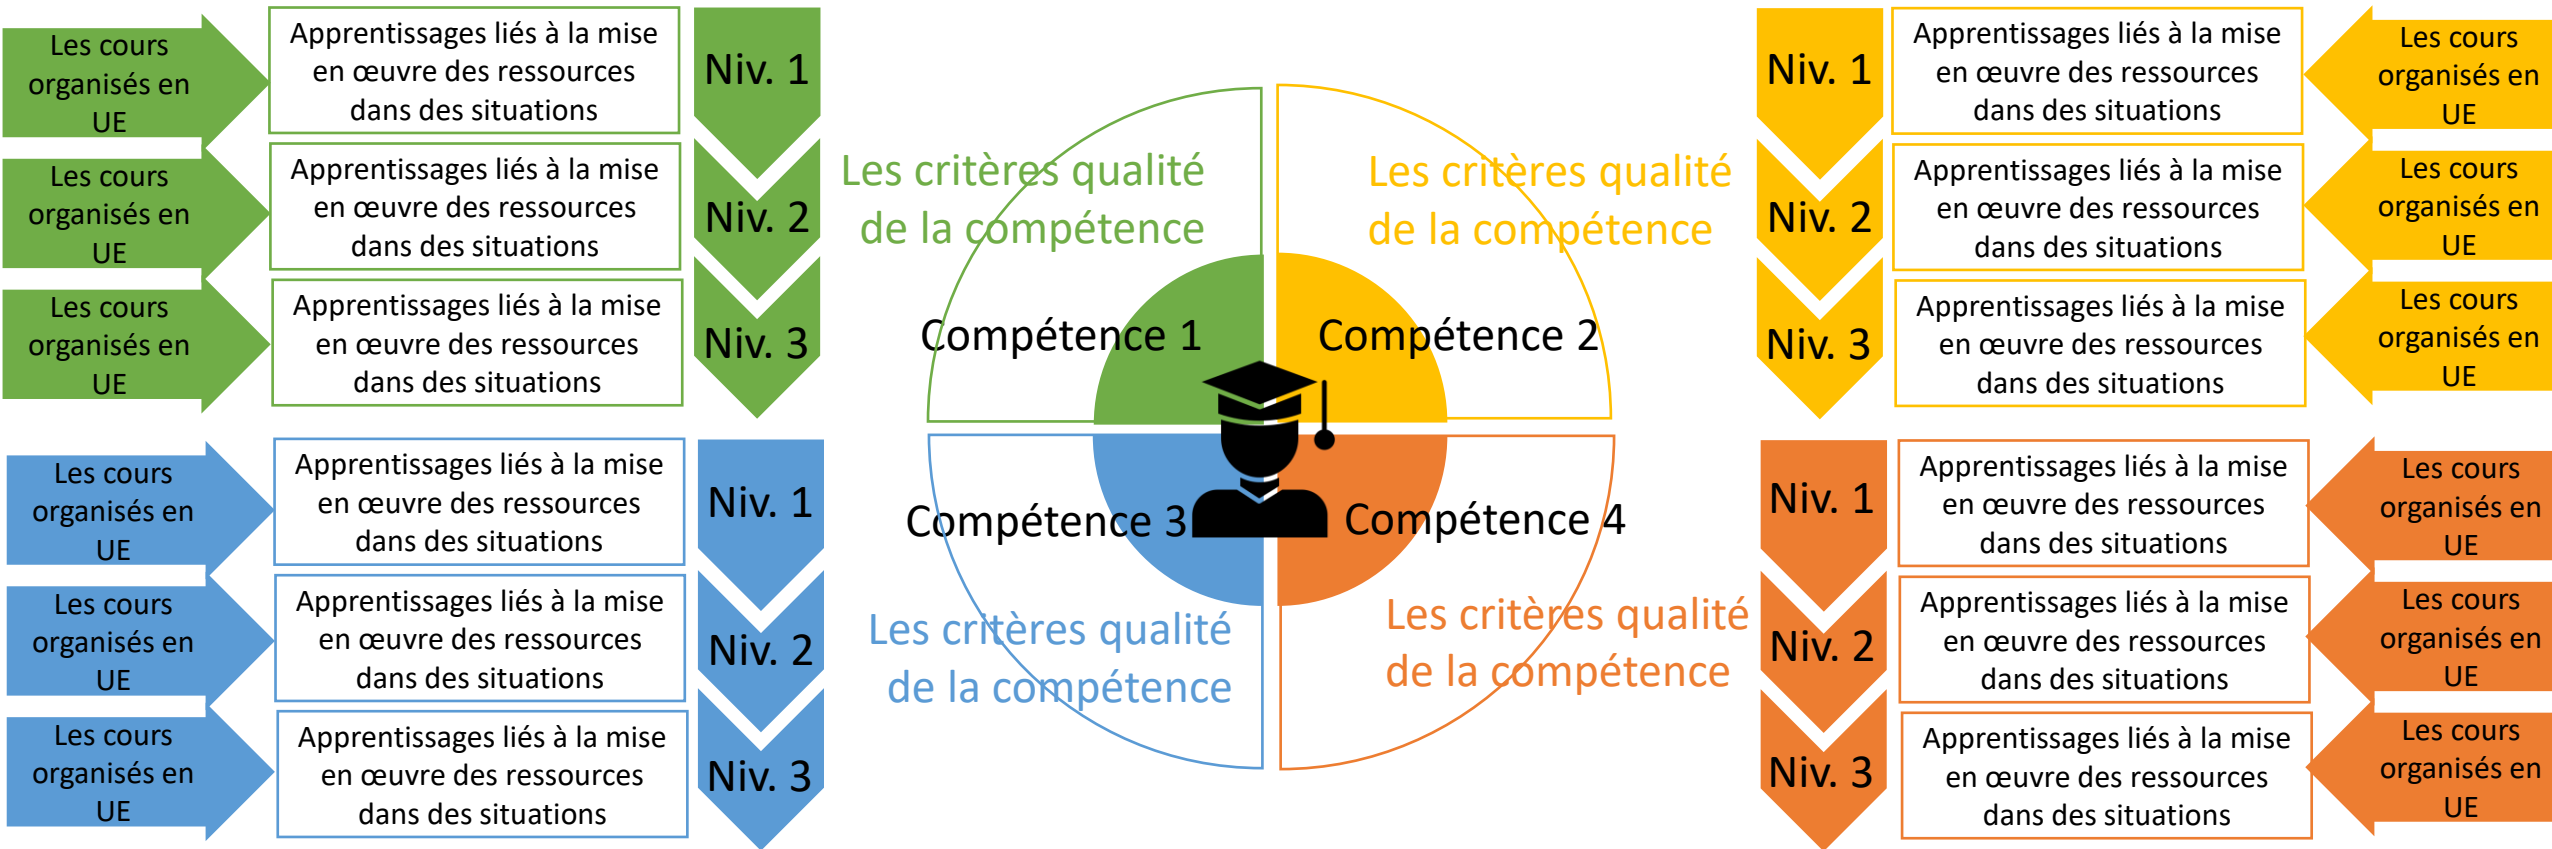 Les cours
organisés en
UE
Apprentissages liés à la mise
en œuvre des ressources
dans des situations
Niv. 1
Les cours
organisés en
UE
Apprentissages liés à la mise
en œuvre des ressources
dans des situations
Niv. 2
Les cours
organisés en
UE
Apprentissages liés à la mise
en œuvre des ressources
dans des situations
Niv. 3
Les critères qualité
de la compétence
Compétence 1
Les critères qualité
de la compétence
Compétence 2
Niv. 1
Apprentissages liés à la mise
en œuvre des ressources
dans des situations
Les cours
organisés en
UE
Niv. 2
Apprentissages liés à la mise
en œuvre des ressources
dans des situations
Les cours
organisés en
UE
Niv. 3
Apprentissages liés à la mise
en œuvre des ressources
dans des situations
Les cours
organisés en
UE
Les cours
organisés en
UE
Apprentissages liés à la mise
en œuvre des ressources
dans des situations
Niv. 1
Les cours
organisés en
UE
Apprentissages liés à la mise
en œuvre des ressources
dans des situations
Niv. 2
Les cours
organisés en
UE
Apprentissages liés à la mise
en œuvre des ressources
dans des situations
Niv. 3
Compétence 3
Les critères qualité
de la compétence
Compétence 4
Les critères qualité
de la compétence
Niv. 1
Apprentissages liés à la mise
en œuvre des ressources
dans des situations
Les cours
organisés en
UE
Niv. 2
Apprentissages liés à la mise
en œuvre des ressources
dans des situations
Les cours
organisés en
UE
Niv. 3
Apprentissages liés à la mise
en œuvre des ressources
dans des situations
Les cours
organisés en
UE